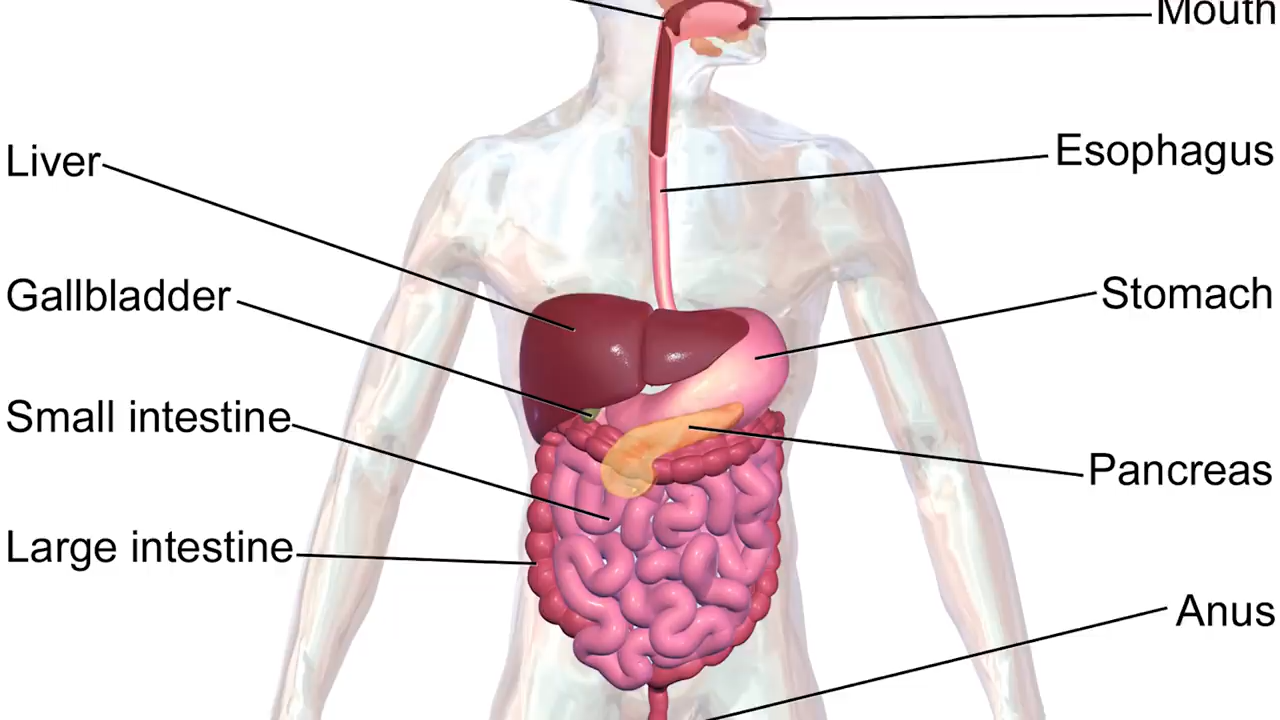 Mouth
Esophagus
Liver
Gallbladder
Stomach
Small intestine
Pancreas
Large intestine
Anus